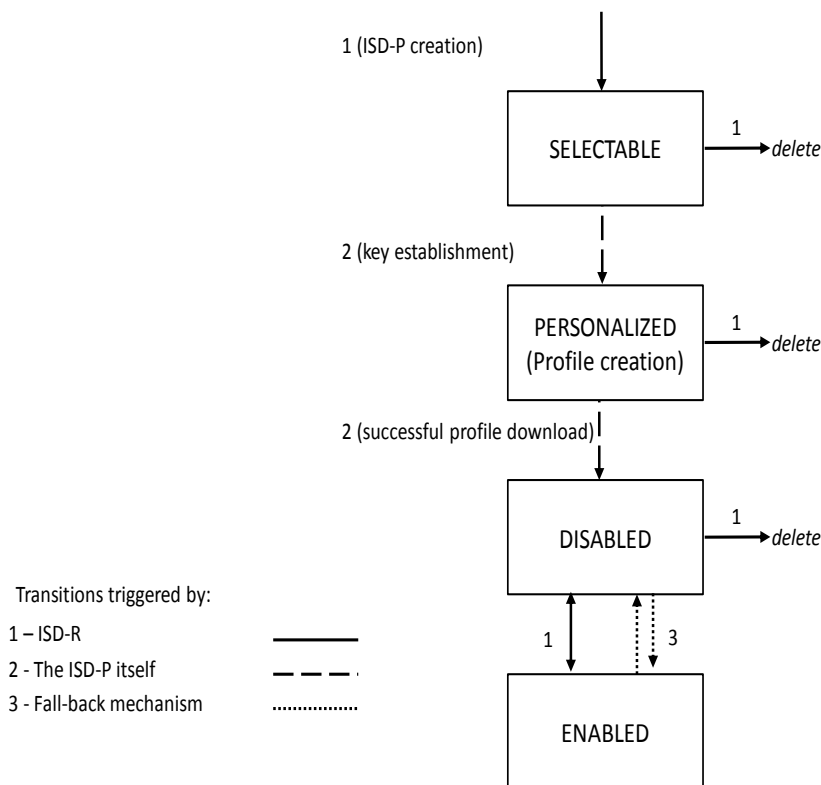 1 (ISD-P creation)
SELECTABLE
1
delete
2 (key establishment)
PERSONALIZED
(Profile creation)
1
delete
2 (successful profile download)
DISABLED
1
delete
Transitions triggered by:
1 – ISD-R
2 - The ISD-P itself
3 - Fall-back mechanism
1
3
ENABLED